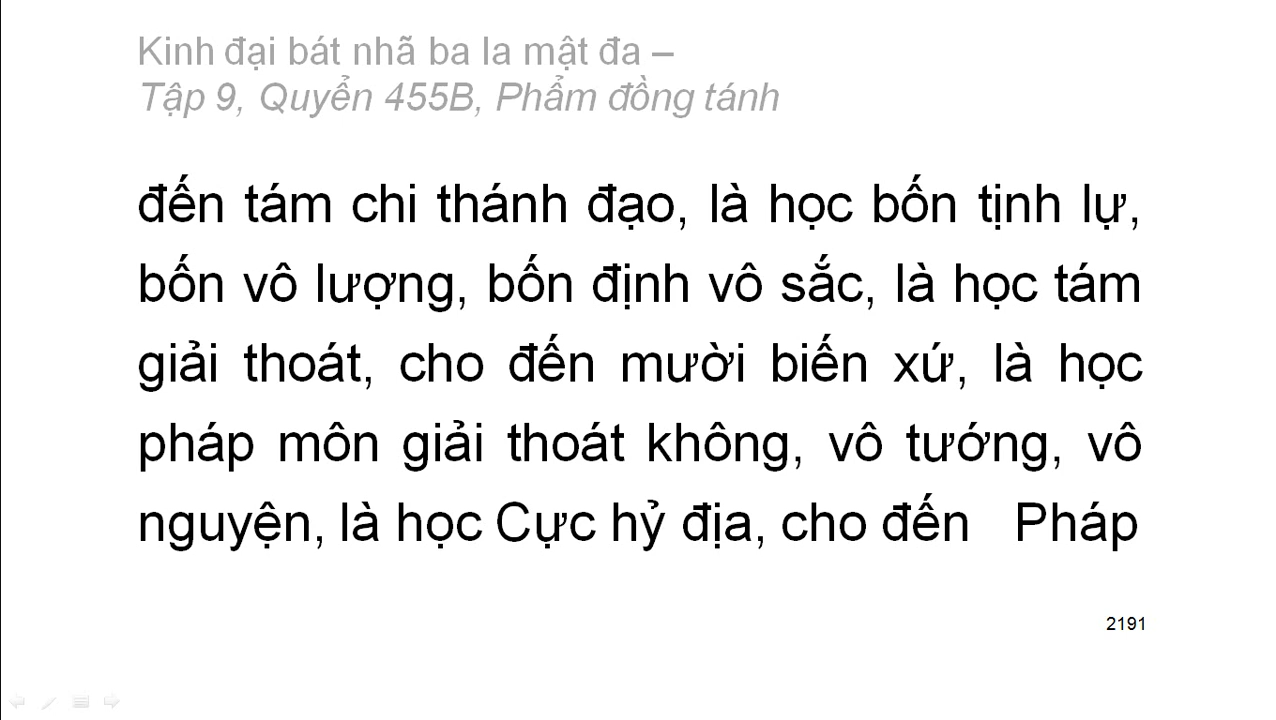 Kinh đại bát nhã ba la mật đa –
Tập 9, Quyển 455B, Phẩm đồng tánh
đến tám chi thánh đạo, là học bốn tịnh lự,
bốn vô lượng, bốn định vô sắc, là học tám
giải thoát, cho đến mười biến xứ, là học
pháp môn giải thoát không, vô tướng, vô
nguyện, là học Cực hỷ địa, cho đến Pháp
2191